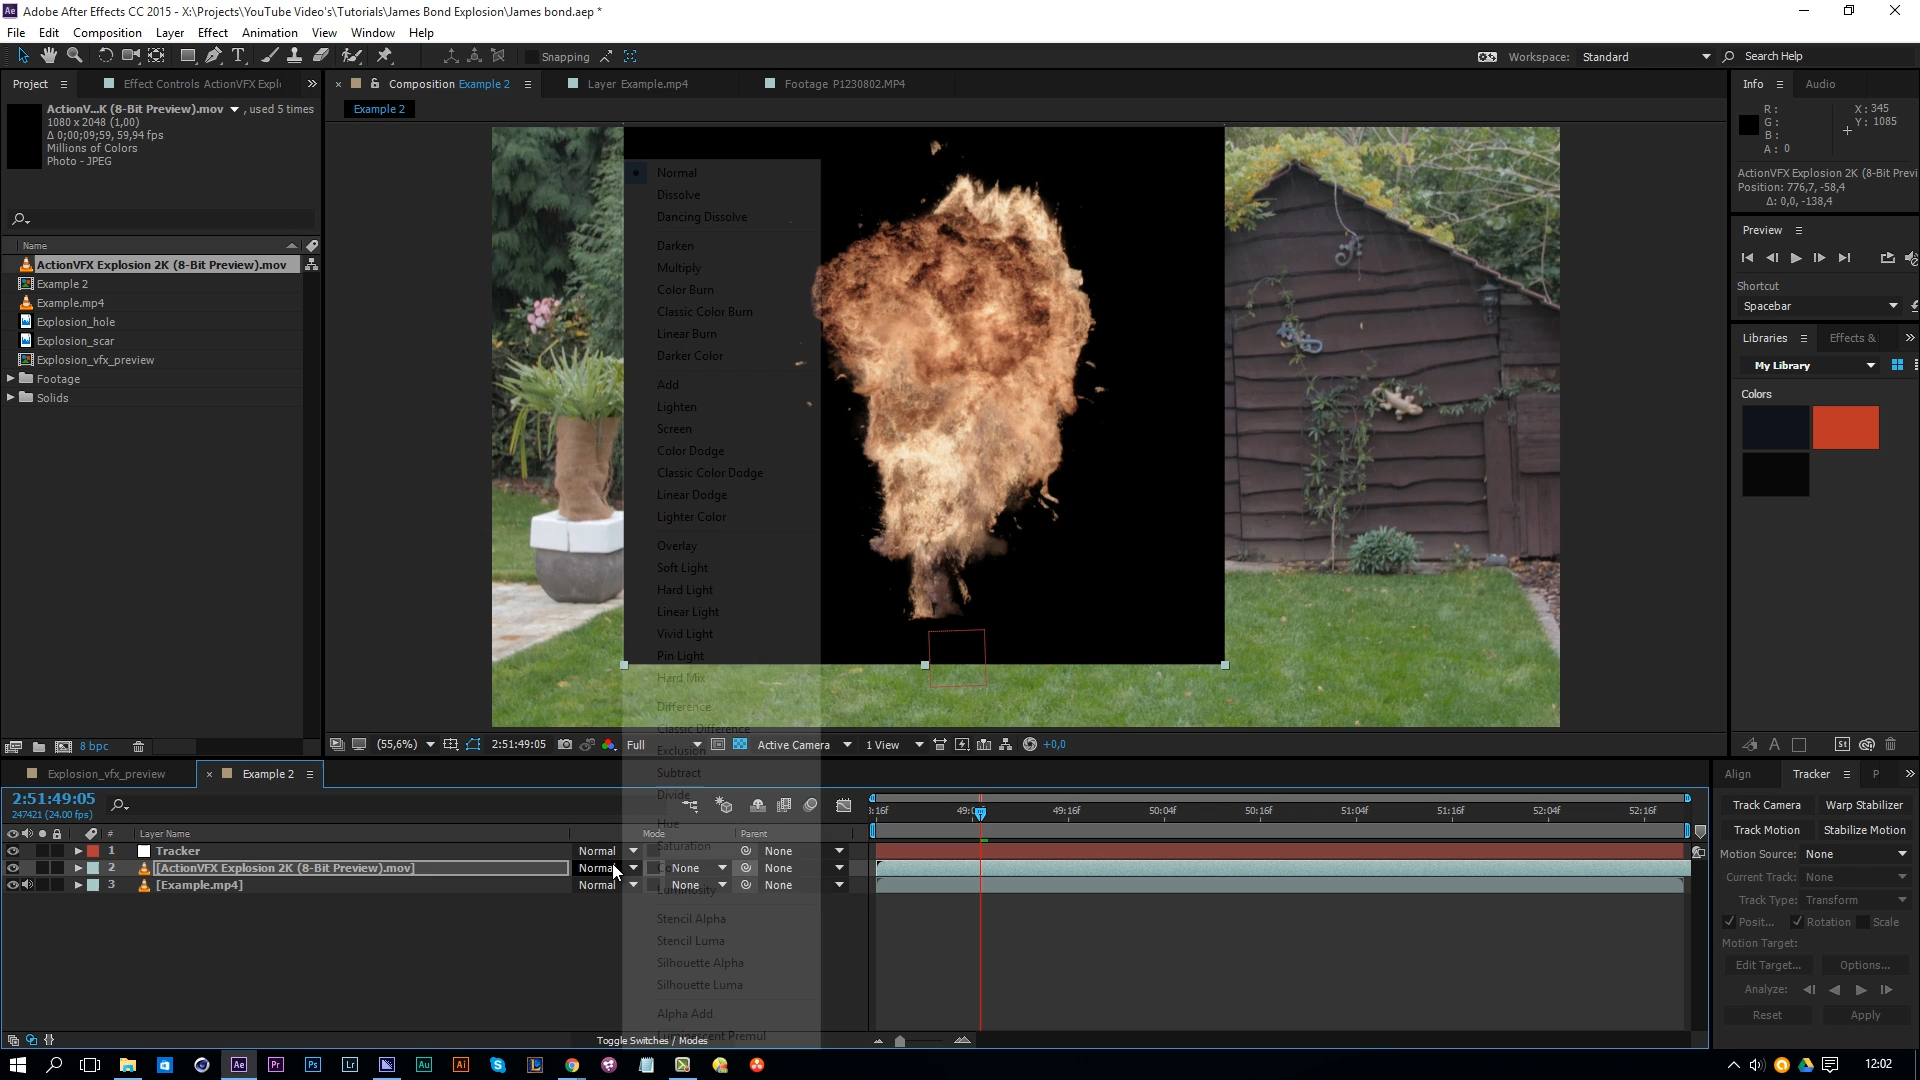 Adobe After Effects CC 2015 - X:\Projects\YouTube Video's\Tutorials\James Bond Explosion\James bond.aep *
File Edit Composition Layer Effect Animation View Window Help
Snapping
Workspace: Standard
Search Help
Project
Effect Controls ActionVFX Expl
Composition Example 2
Layer Example.mp4
Footage P1230802.MP4
Info
Audio
Example 2
ActionV...K (8-Bit Preview).mov , used 5 times
1080 x 2048 (1,00)
Δ 0;00;09;59, 59,94 fps
Millions of Colors
Photo - JPEG
R :
G :
B :
A : 0
X : 345
Y : 1085
ActionVFX Explosion 2K (8-Bit Previ
Position: 776,7, -58,4
Δ: 0,0, -138,4
Name
ActionVFX Explosion 2K (8-Bit Preview).mov
Example 2
Example.mp4
Explosion_hole
Explosion_scar
Explosion_vfx_preview
Footage
Solids
Normal
Dissolve
Dancing Dissolve
Darken
Multiply
Color Burn
Classic Color Burn
Linear Burn
Darker Color
Add
Lighten
Screen
Color Dodge
Classic Color Dodge
Linear Dodge
Lighter Color
Overlay
Soft Light
Hard Light
Linear Light
Vivid Light
Pin Light
Hard Mix
Difference
Classic Difference
Exclusion
Subtract
Divide
Hue
Saturation
Luminosity
Stencil Alpha
Stencil Luma
Silhouette Alpha
Silhouette Luma
Alpha Add
Luminescent Premul
Preview
Shortcut
Spacebar
Libraries
Effects &
My Library
Colors
8 bpc
(55,6%)
2:51:49:05
Full
Active Camera
1 View
+0,0
Explosion_vfx_preview
Example 2
2:51:49:05
247421 (24.00 fps)
# Layer Name Mode Parent
1 Tracker Normal None
2 [ActionVFX Explosion 2K (8-Bit Preview).mov] Normal None None
3 [Example.mp4] Normal None None
3:16f 49:0 49:16f 50:04f 50:16f 51:04f 51:16f 52:04f 52:16f
Toggle Switches / Modes
Align
Tracker
P
Track Camera
Warp Stabilizer
Track Motion
Stabilize Motion
Motion Source: None
Current Track: None
Track Type: Transform
Posit... Rotation Scale
Motion Target:
Edit Target...
Options...
Analyze:
Reset
Apply
Ae Pr Ps Lr Au Ai
12:02